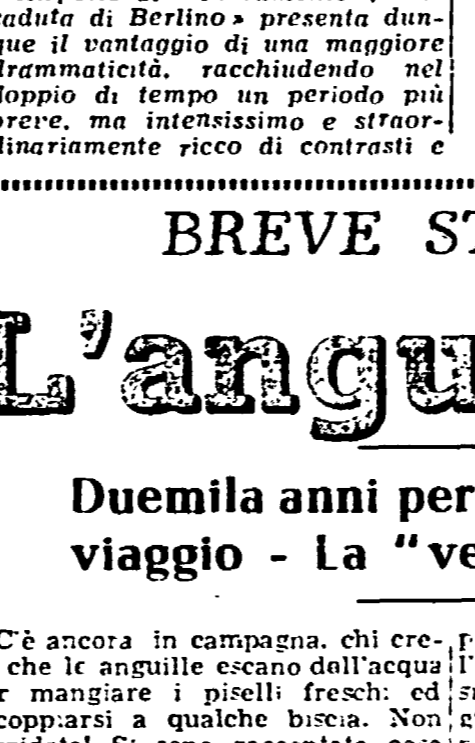 caduta di Berlino» presenta dun-
que il vantaggio di una maggiore
drammaticità, racchiudendo nel
doppio di tempo un periodo più
breve, ma intensissimo e straor-
dinariamente ricco di contrasti e
BREVE ST
L'angu
Duemila anni per
viaggio - La "ve
C'è ancora in campagna, chi cre-
che le anguille escano dall'acqua
r mangiare i piselli freschi ed
coppiarsi a qualche biscia. Non